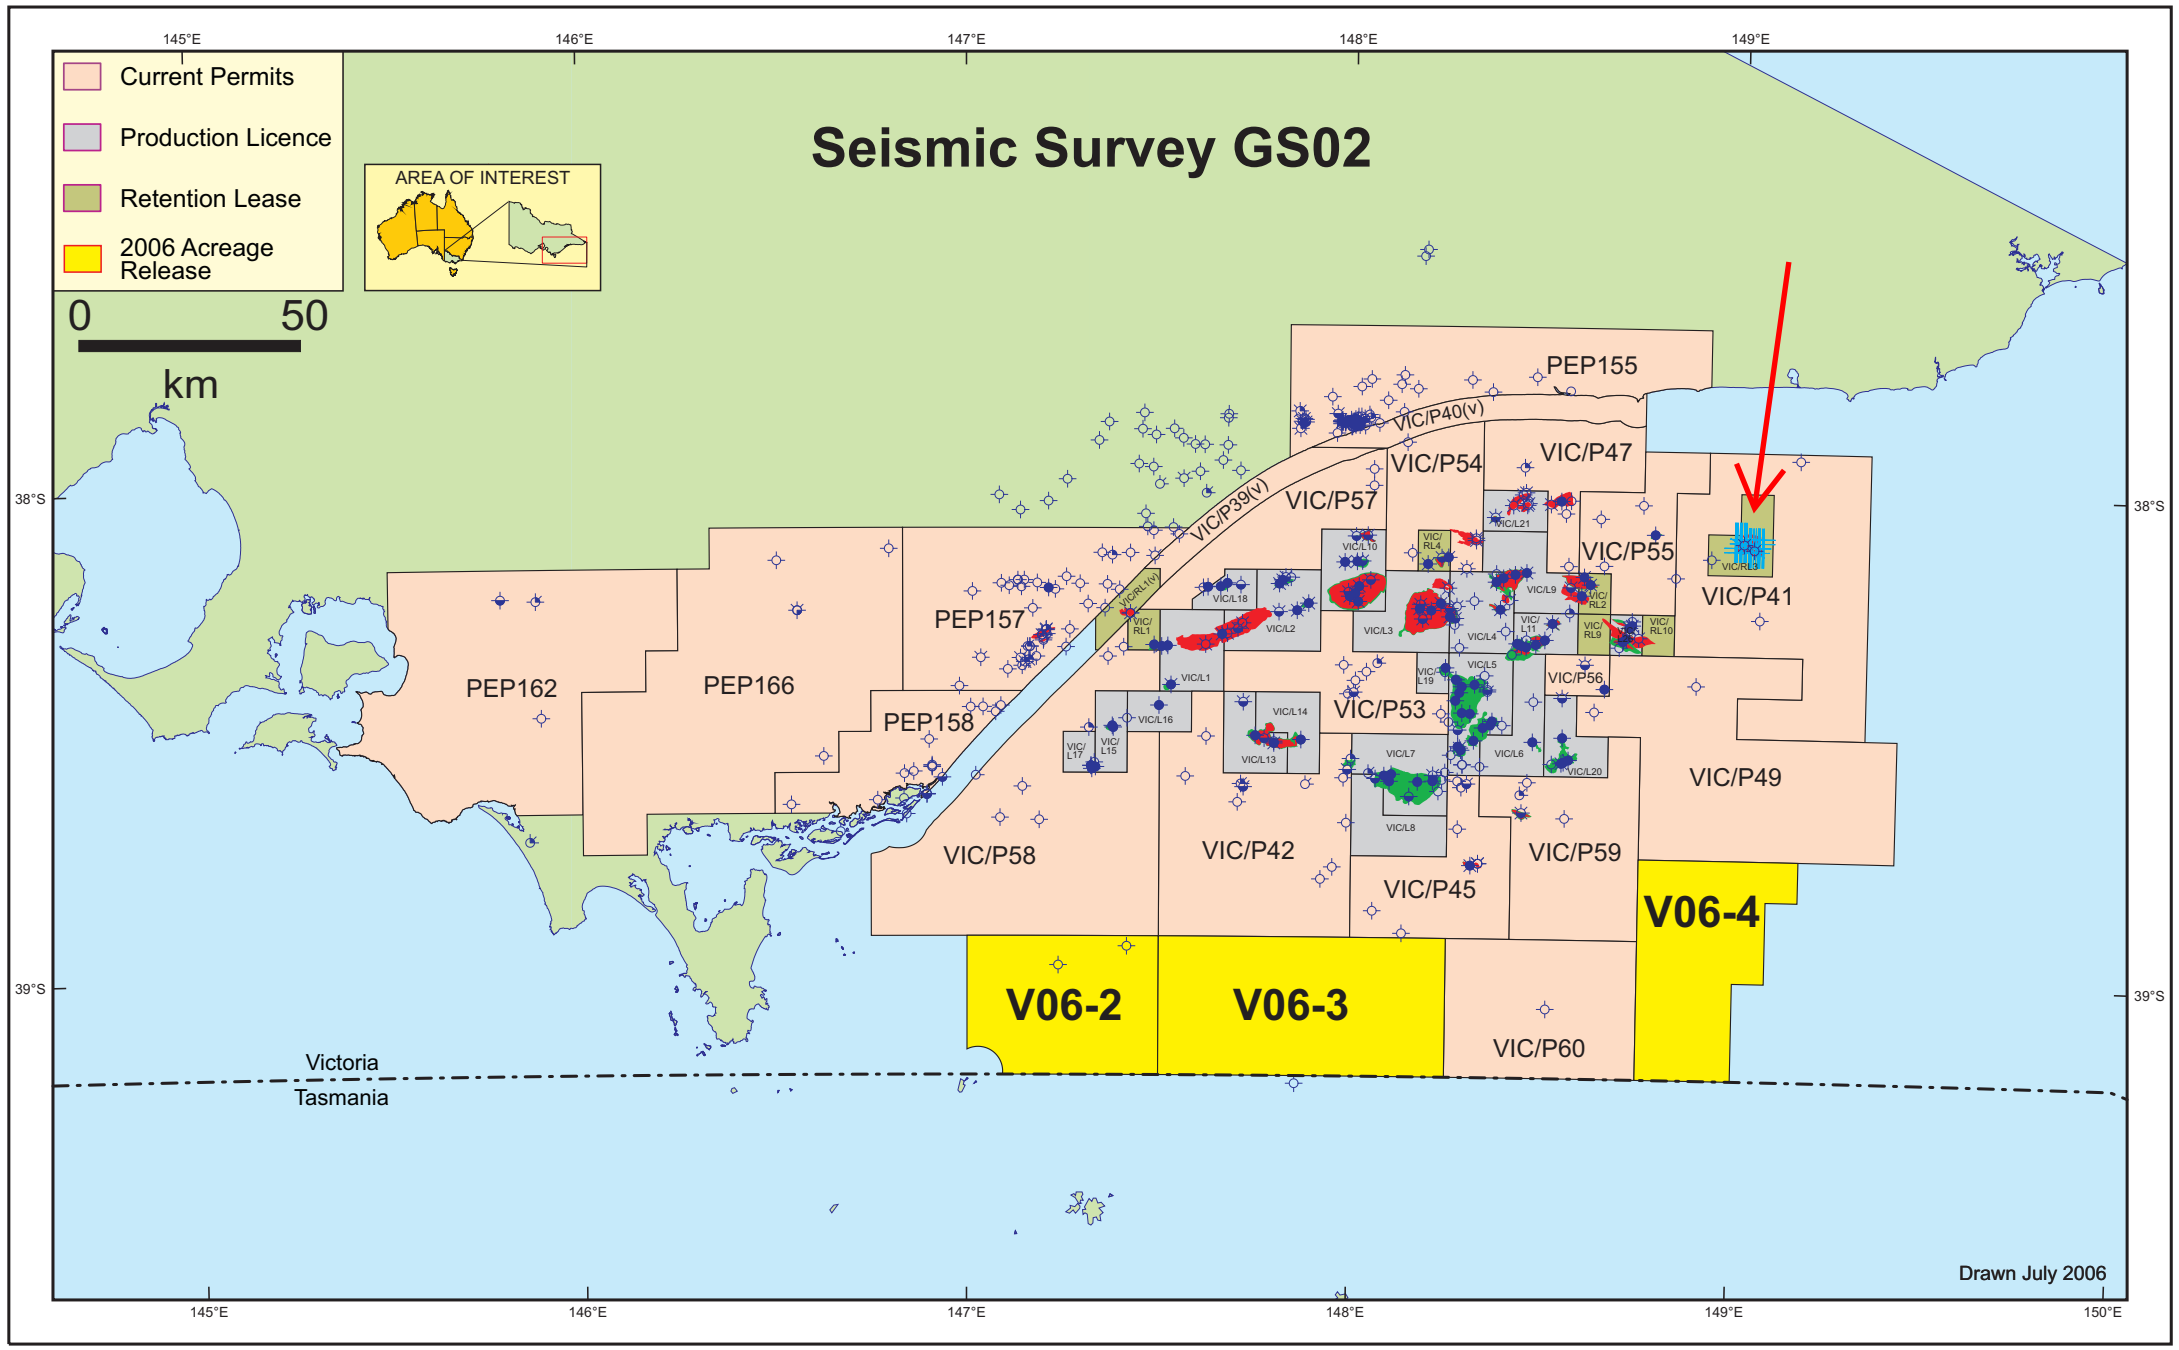 145°E
146°E
147°E
148°E
149°E
Current Permits
Production Licence
Retention Lease
2006 Acreage
Release
AREA OF INTEREST
Seismic Survey GS02
0
50
km
PEP155
VIC/P40(v)
VIC/P39(v)
VIC/P54
VIC/P47
VIC/P57
38°S
38°S
VIC/L21
VIC/L10
VIC/
RL4
VIC/P55
VIC/RL3
VIC/P41
VIC/RL1(v)
VIC/L18
VIC/L9
VIC/
RL2
PEP157
VIC/
RL1
VIC/L2
VIC/L3
VIC/L4
VIC/
L11
VIC/
RL9
VIC/
RL10
PEP162
PEP166
VIC/L1
VIC/
L19
VIC/L5
VIC/P56
PEP158
VIC/L16
VIC/L14
VIC/P53
VIC/
L17
VIC/
L15
VIC/L13
VIC/L7
VIC/L6
VIC/L20
VIC/P49
VIC/L8
VIC/P58
VIC/P42
VIC/P59
VIC/P45
V06-4
V06-2
V06-3
VIC/P60
39°S
39°S
Victoria
Tasmania
Drawn July 2006
145°E
146°E
147°E
148°E
149°E
150°E